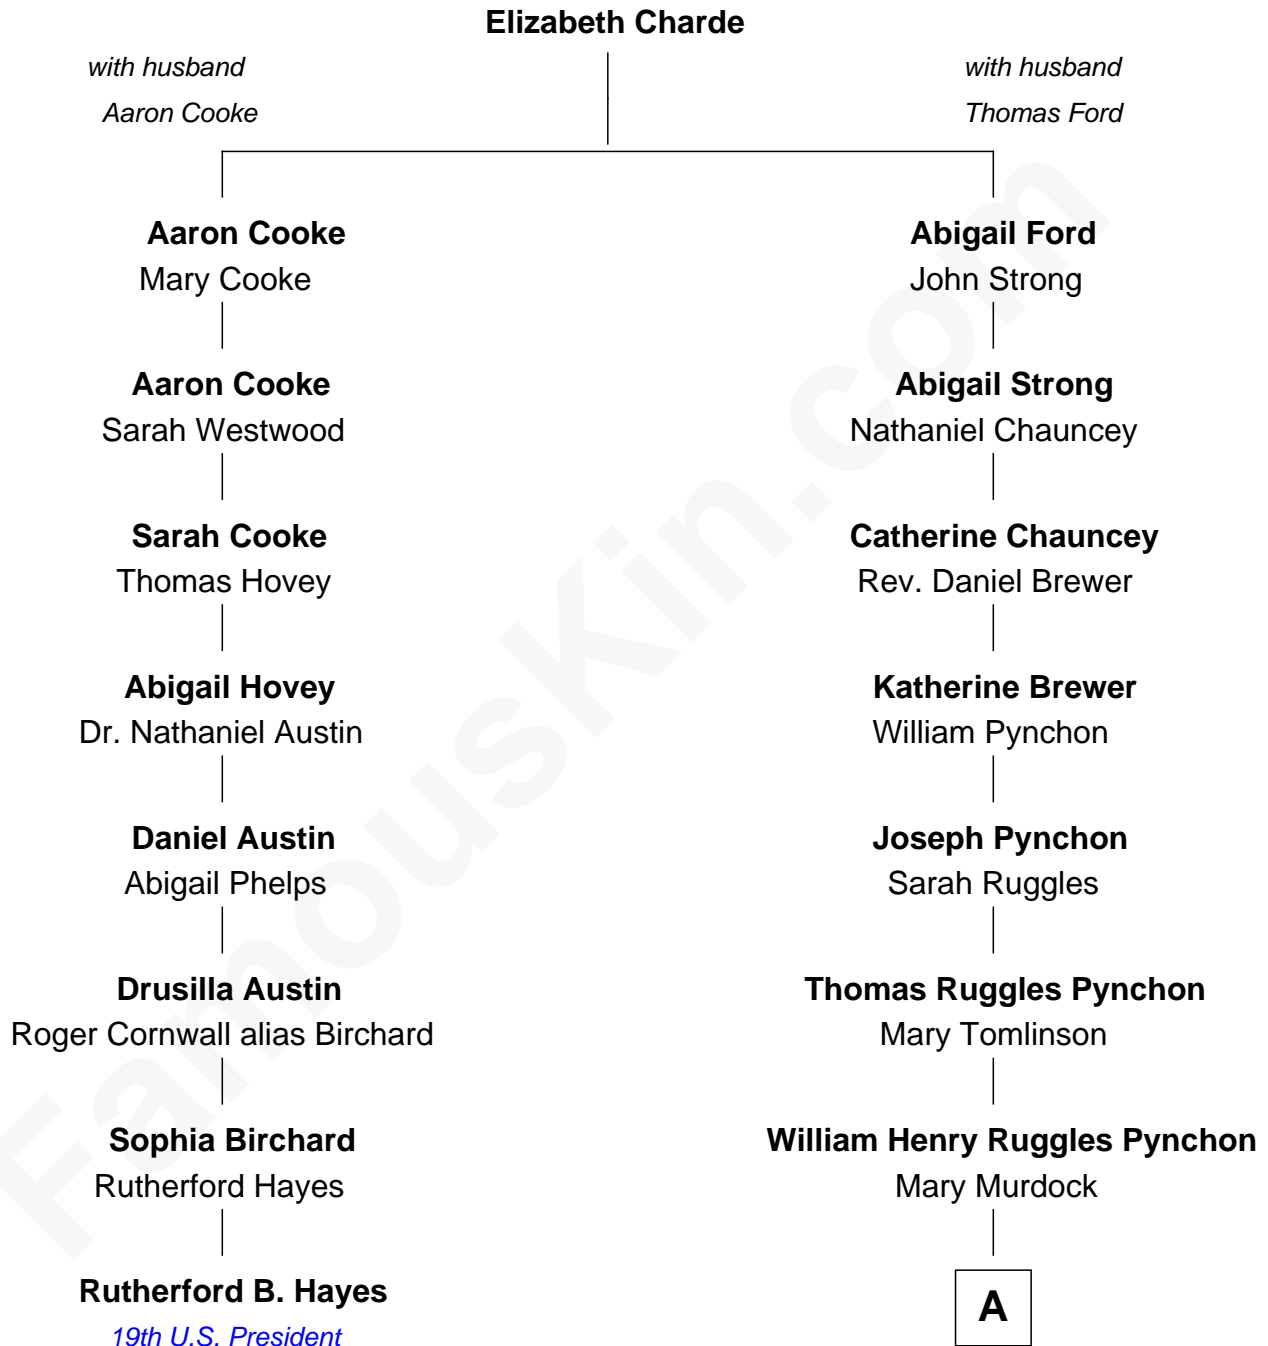 Elizabeth Charde
with husband
Aaron Cooke
with husband
Thomas Ford
Aaron Cooke
Mary Cooke
Abigail Ford
John Strong
Aaron Cooke
Sarah Westwood
Abigail Strong
Nathaniel Chauncey
Sarah Cooke
Thomas Hovey
Catherine Chauncey
Rev. Daniel Brewer
Abigail Hovey
Dr. Nathaniel Austin
Katherine Brewer
William Pynchon
Daniel Austin
Abigail Phelps
Joseph Pynchon
Sarah Ruggles
Drusilla Austin
Roger Cornwall alias Birchard
Thomas Ruggles Pynchon
Mary Tomlinson
Sophia Birchard
Rutherford Hayes
William Henry Ruggles Pynchon
Mary Murdock
Rutherford B. Hayes
19th U.S. President
A
FamousKin.com